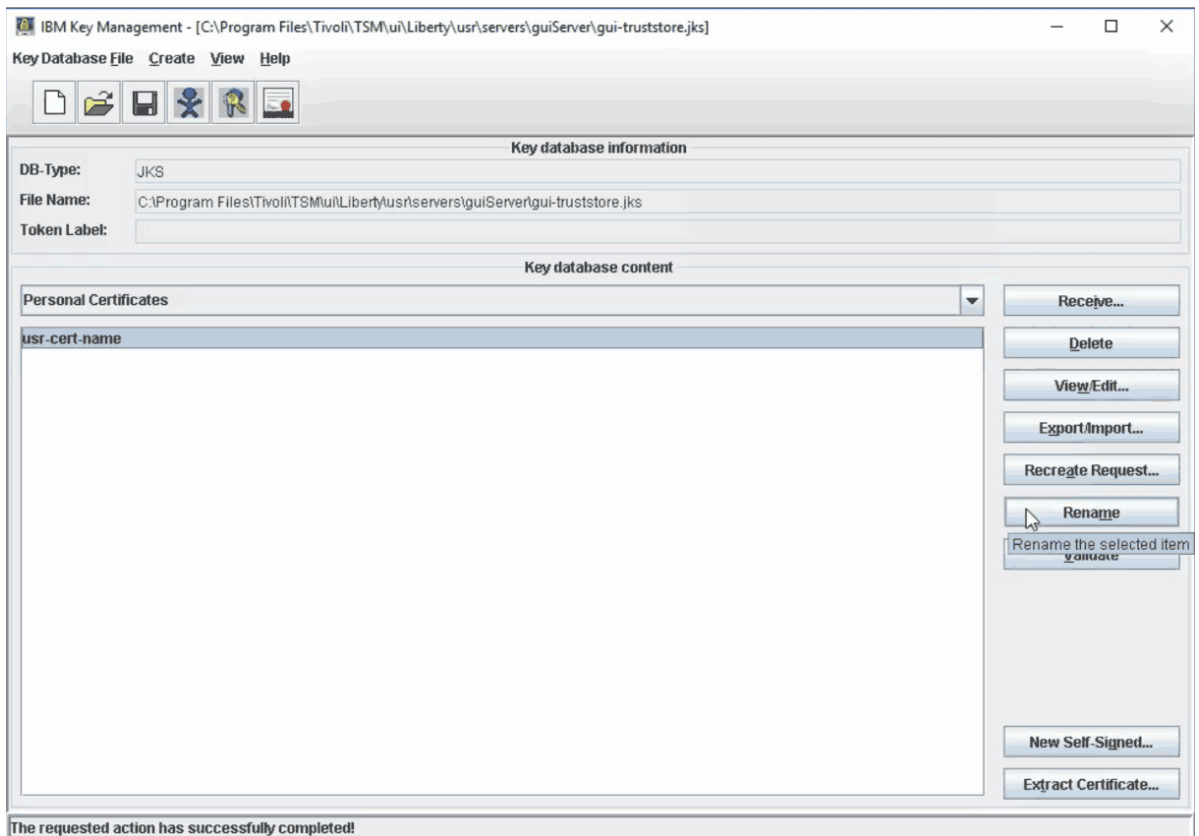 IBM Key Management - [C:\Program Files\Tivoli\TSM\ui\Liberty\usr\servers\guiServer\gui-truststore.jks]
Key Database File Create View Help
Key database information
DB-Type: JKS
File Name: C:\Program Files\Tivoli\TSM\ui\Liberty\usr\servers\guiServer\gui-truststore.jks
Token Label:
Key database content
Personal Certificates
Receive...
usr-cert-name
Delete
View/Edit...
Export/Import...
Recreate Request...
Rename
Rename the selected item
Validate
New Self-Signed...
Extract Certificate...
The requested action has successfully completed!